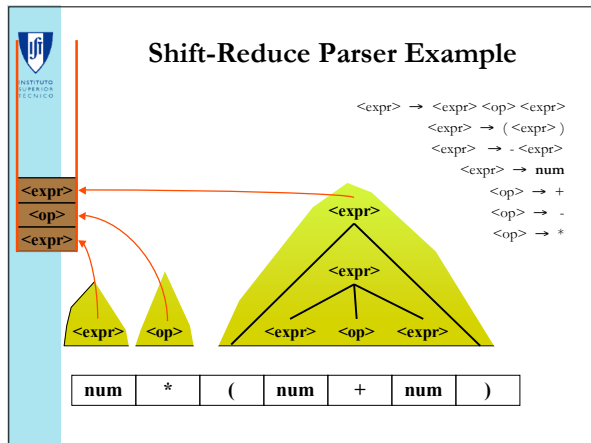 IST
INSTITUTO
SUPERIOR
TÉCNICO
Shift-Reduce Parser Example
<expr> → <expr> <op> <expr>
<expr> → ( <expr> )
<expr> → - <expr>
<expr> → num
<op> → +
<op> → -
<op> → *
<expr>
<op>
<expr>
<expr>
<expr>
<expr> <op> <expr> <op> <expr>
num * ( num + num )